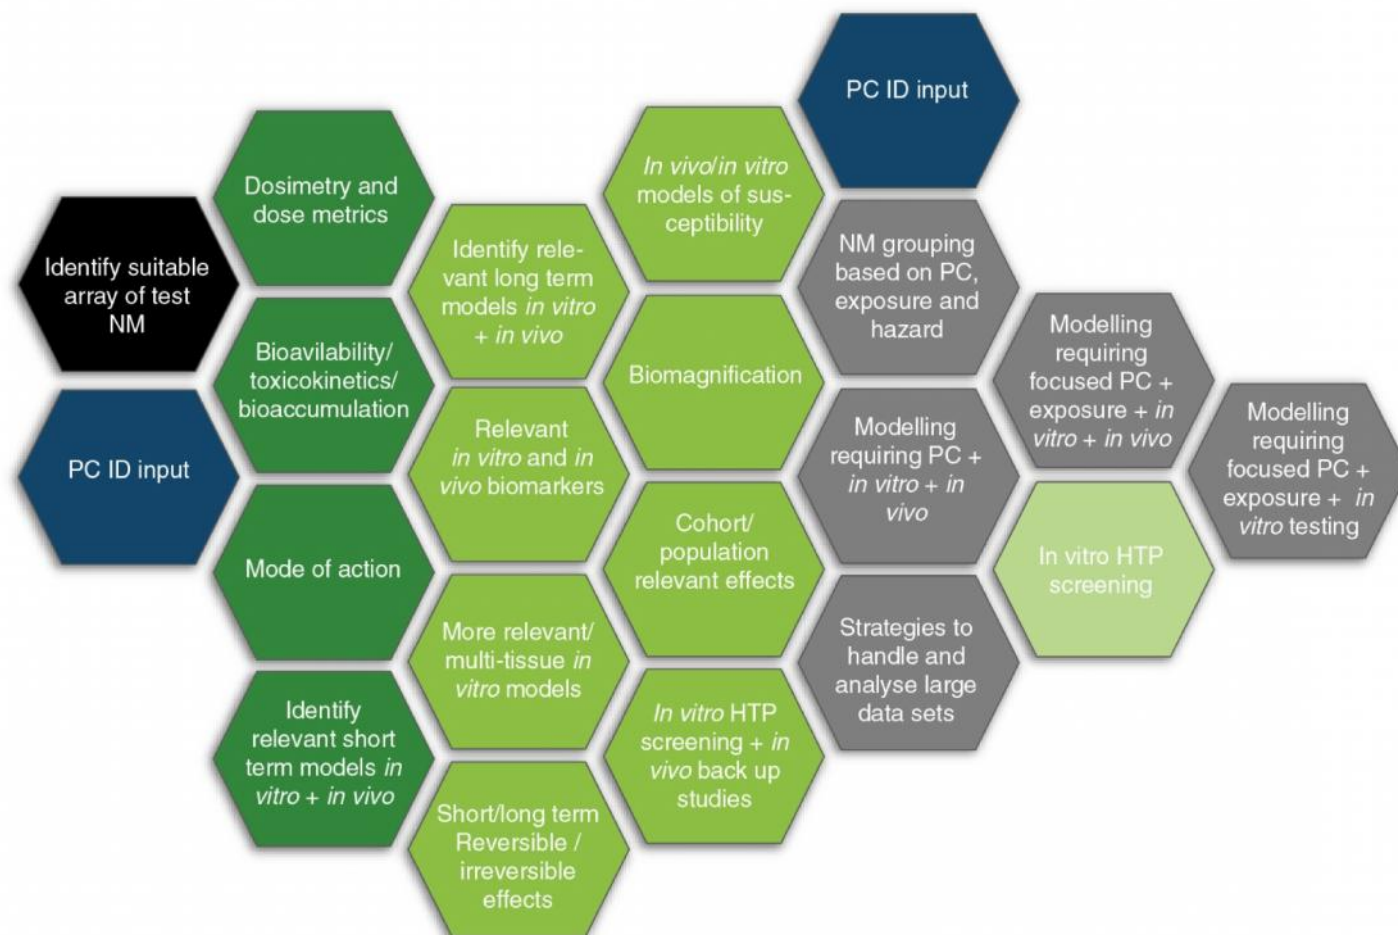 Identify suitable
array of test
NM
PC ID input
Dosimetry and
dose metrics
Bioavilability/
toxicokinetics/
bioaccumulation
Mode of action
Identify
relevant short
term models in
vitro + in vivo
Identify rele-
vant long term
models in vitro
+ in vivo
Relevant
in vitro and in
vivo biomarkers
More relevant/
multi-tissue in
vitro models
Short/long term
Reversible /
irreversible
effects
In vivo/in vitro
models of sus-
ceptibility
Biomagnification
Cohort/
population
relevant effects
In vitro HTP
screening + in
vivo back up
studies
PC ID input
NM grouping
based on PC,
exposure and
hazard
Modelling
requiring PC +
in vitro + in
vivo
Strategies to
handle and
analyse large
data sets
Modelling
requiring
focused PC +
exposure + in
vitro + in vivo
In vitro HTP
screening
Modelling
requiring
focused PC +
exposure + in
vitro testing